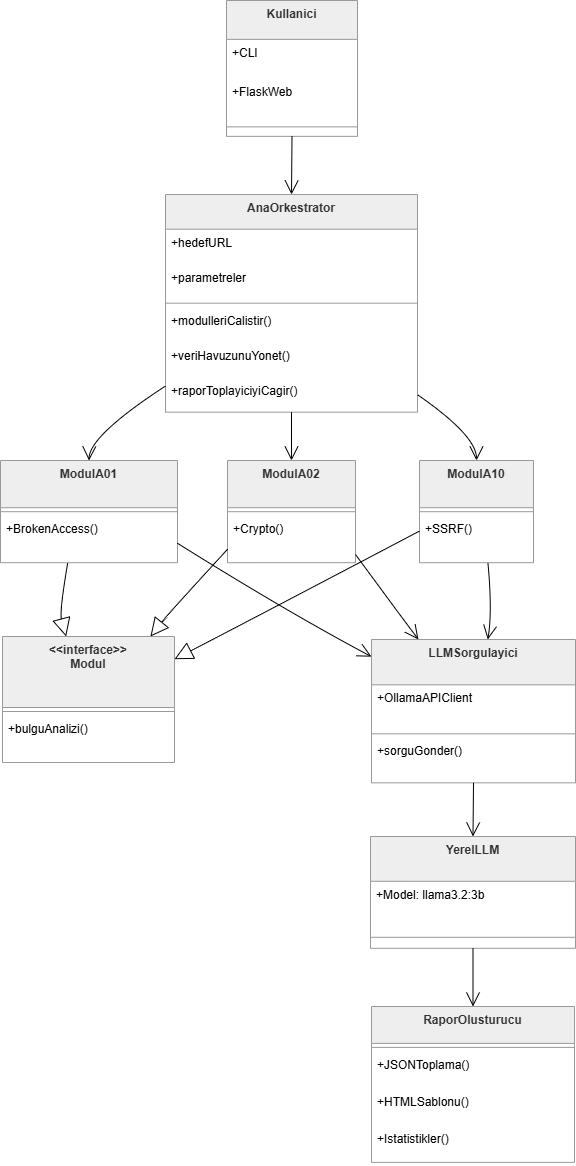 Kullanici
+CLI
+FlaskWeb
AnaOrkestrator
+hedefURL
+parametreler
+modulleriCalistir()
+veriHavuzunuYonet()
+raporToplayiciyiCagir()
ModulA01
+BrokenAccess()
ModulA02
+Crypto()
ModulA10
+SSRF()
<<interface>>
Modul
+bulguAnalizi()
LLMSorgulayici
+OllamaAPIClient
+sorguGonder()
YerelLLM
+Model: llama3.2:3b
RaporOlusturucu
+JSONToplama()
+HTMLSablonu()
+Istatistikler()